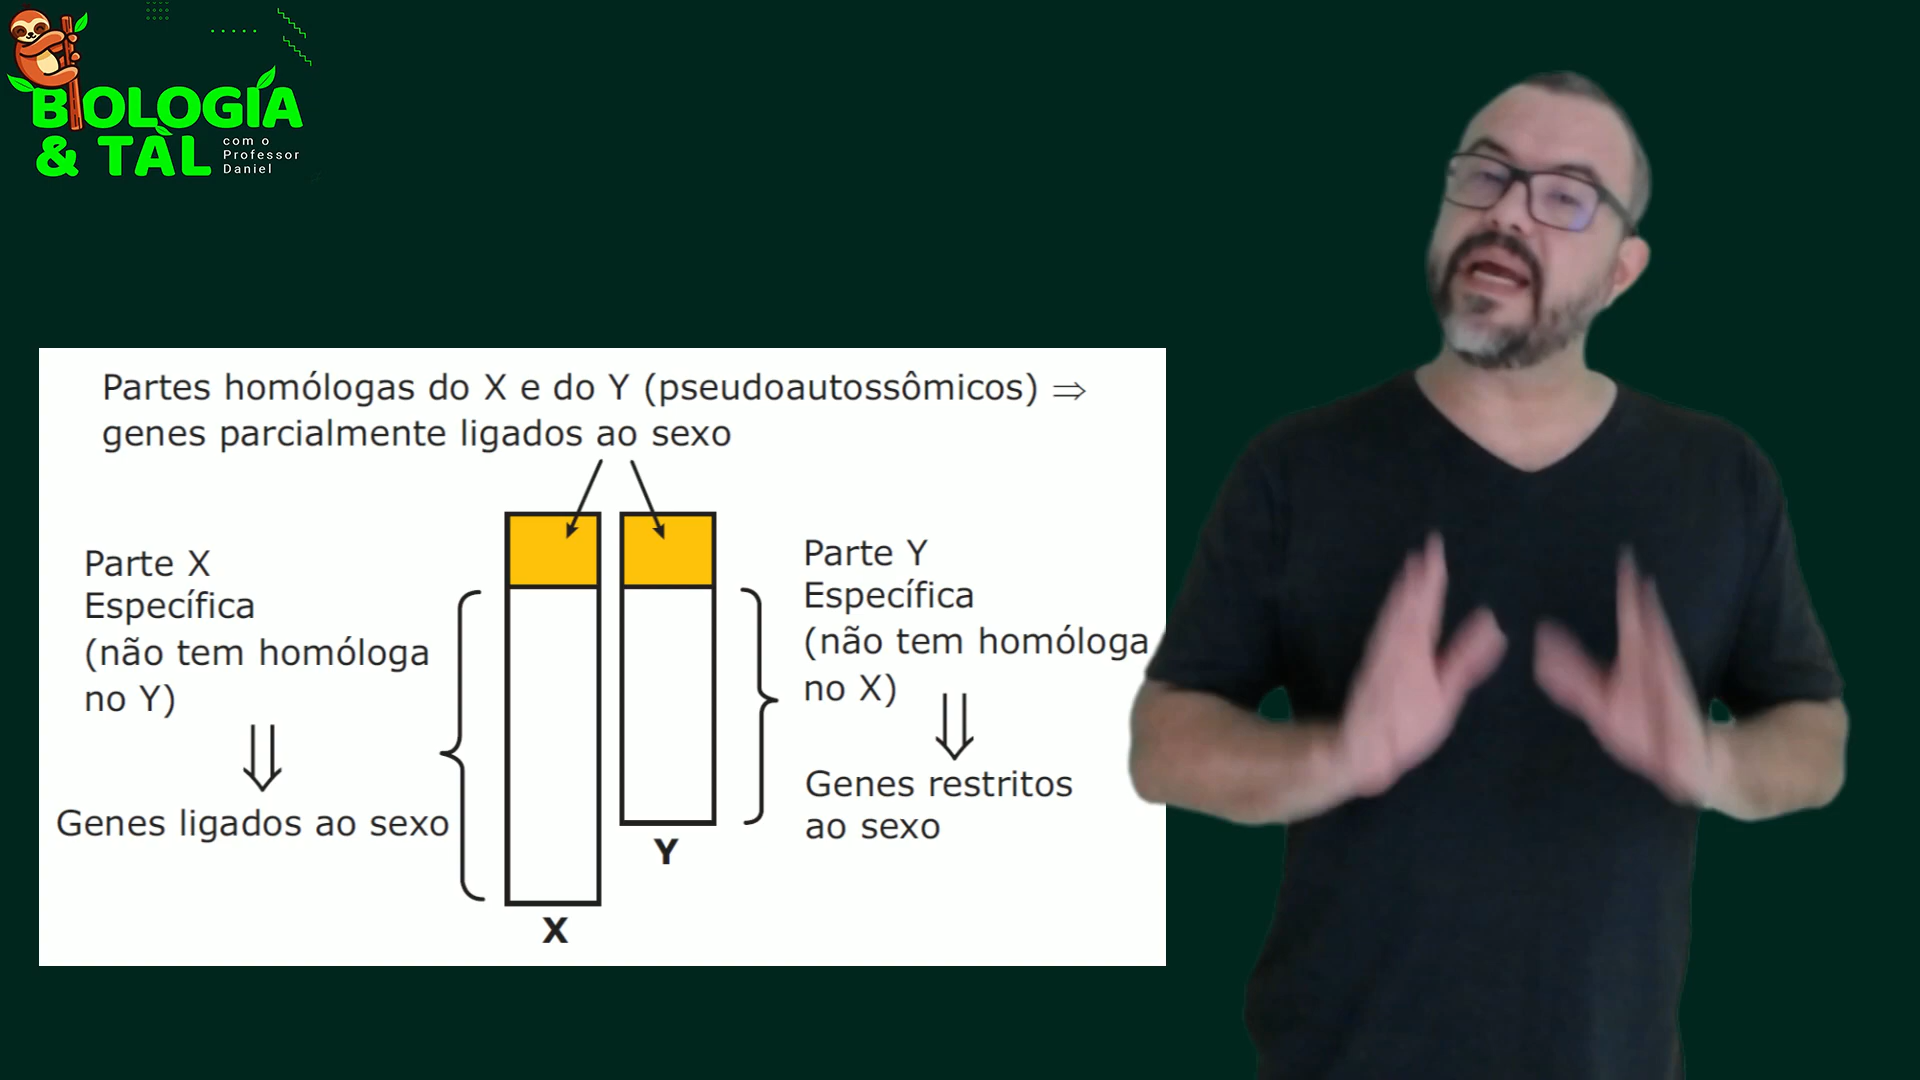 BIOLOGIA
& TAL
com o
Professor
Daniel
Partes homólogas do X e do Y (pseudoautossômicos) ⇒
genes parcialmente ligados ao sexo
Parte X
Específica
(não tem homóloga
no Y)
Genes ligados ao sexo
Parte Y
Específica
(não tem homóloga
no X)
Genes restritos
ao sexo
Y
X